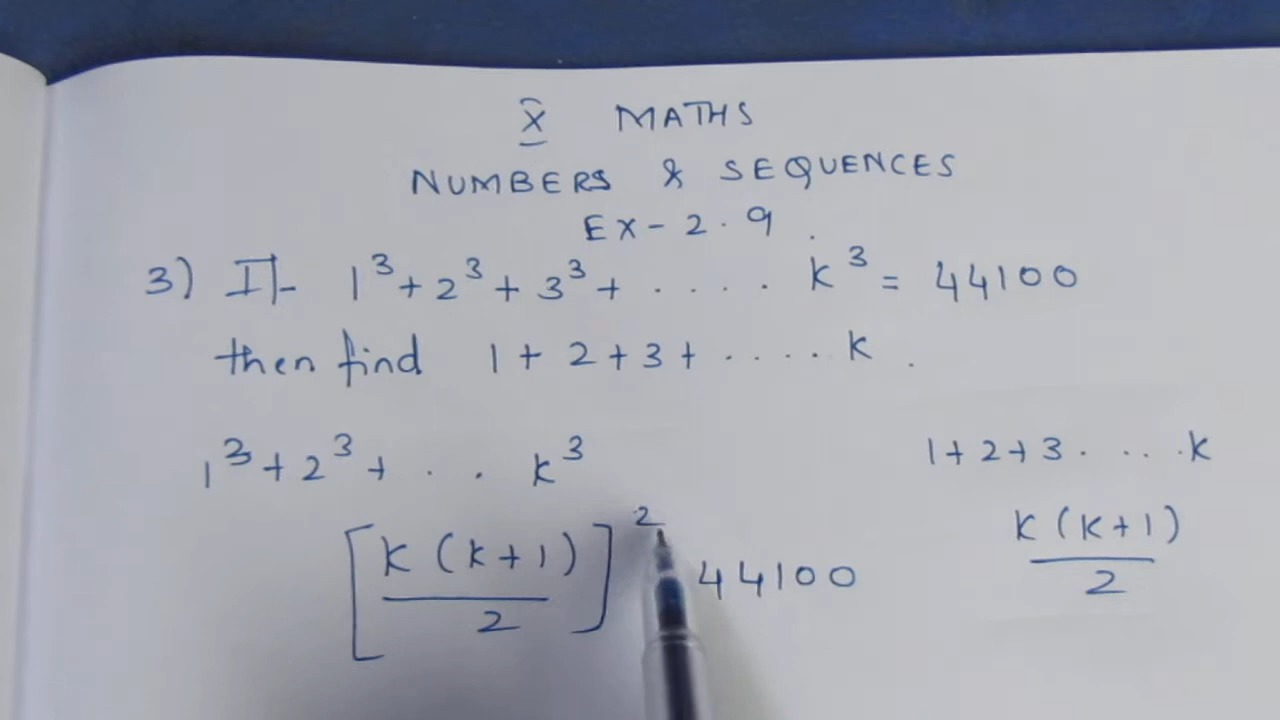 X MATHS
NUMBERS & SEQUENCES
EX-2.9.
3) If 1³+2³+3³+ .... k³ = 44100
then find 1+2+3+ .... k.
1³+2³+ .. k³
1+2+3. ...k
[k(k+1)/2]² 44100
k(k+1)/2